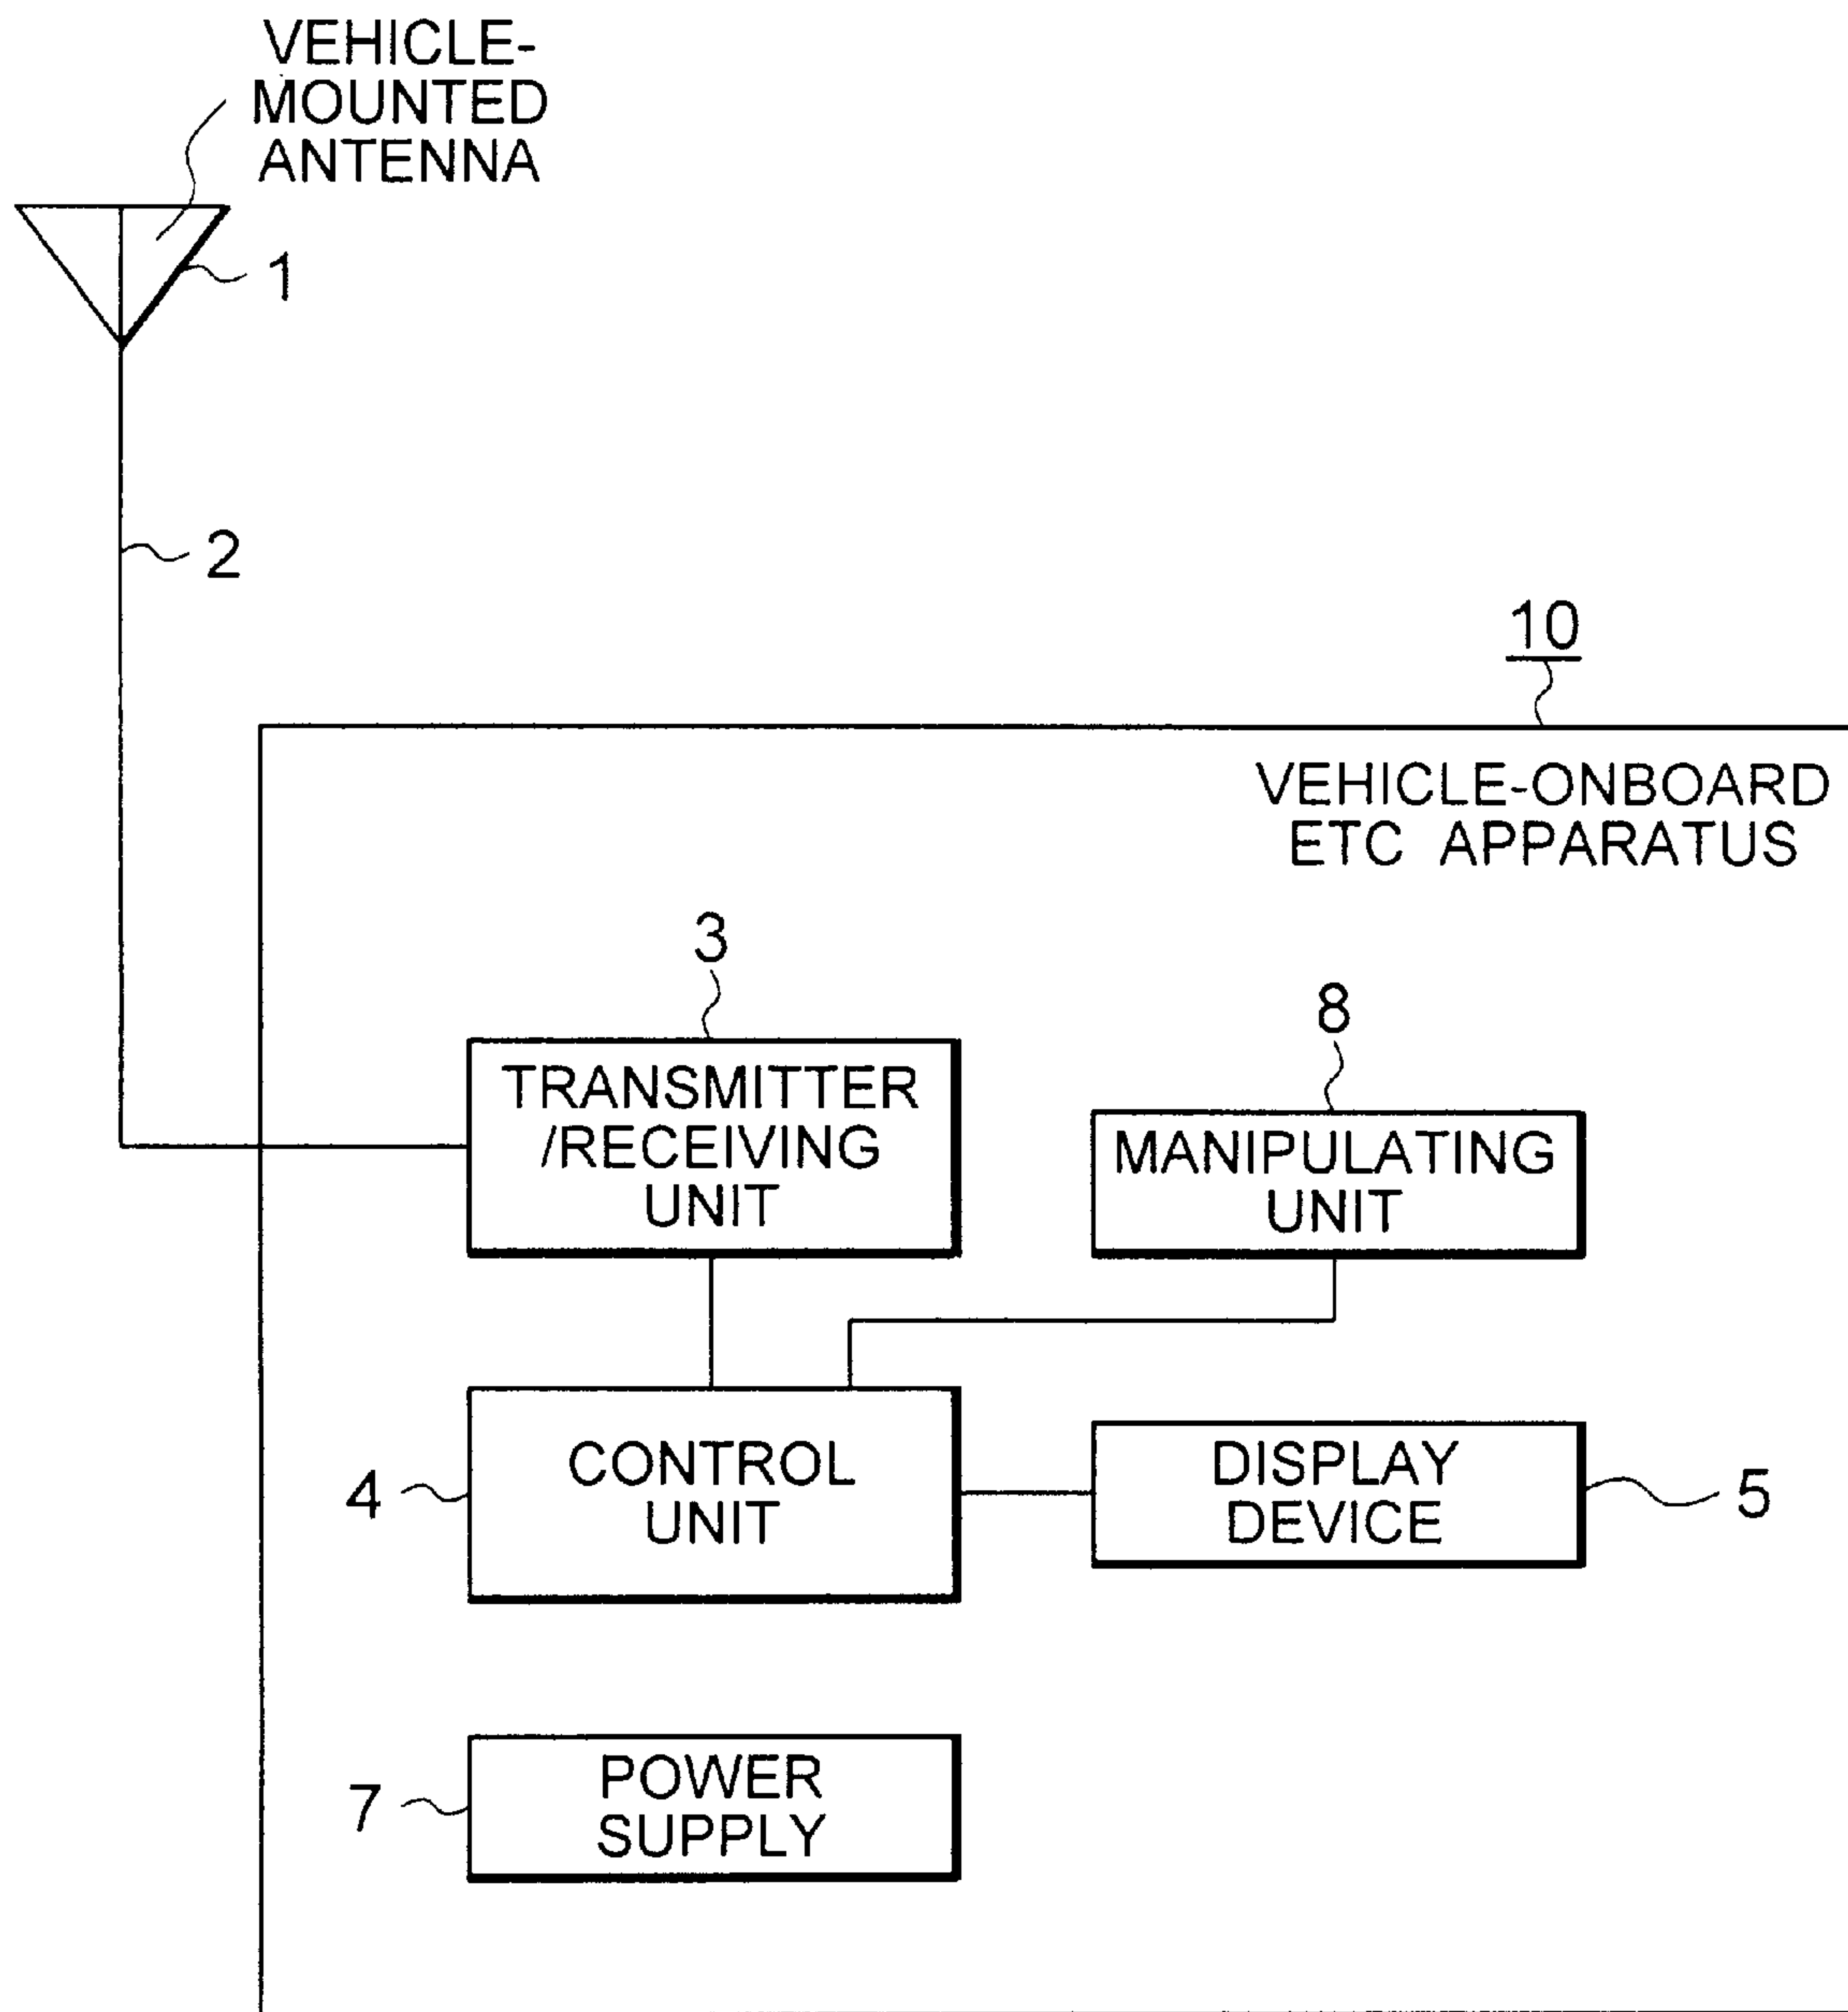 VEHICLE-
MOUNTED
ANTENNA
1
2
10
VEHICLE-ONBOARD
ETC APPARATUS
3
8
TRANSMITTER
/RECEIVING
UNIT
MANIPULATING
UNIT
4
CONTROL
UNIT
DISPLAY
DEVICE
5
7
POWER
SUPPLY